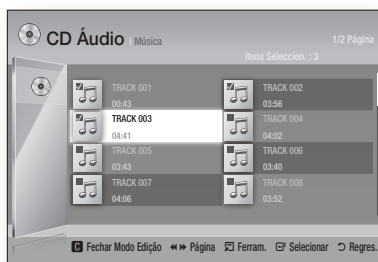 CD Áudio | Música
1/2 Página
Itens Seleccion. : 3
TRACK 001
00:43
TRACK 002
03:56
TRACK 003
04:41
TRACK 004
04:02
TRACK 005
03:43
TRACK 006
03:40
TRACK 007
04:06
TRACK 008
03:52
C Fechar Modo Edição Página Ferram. Selecionar Regres.